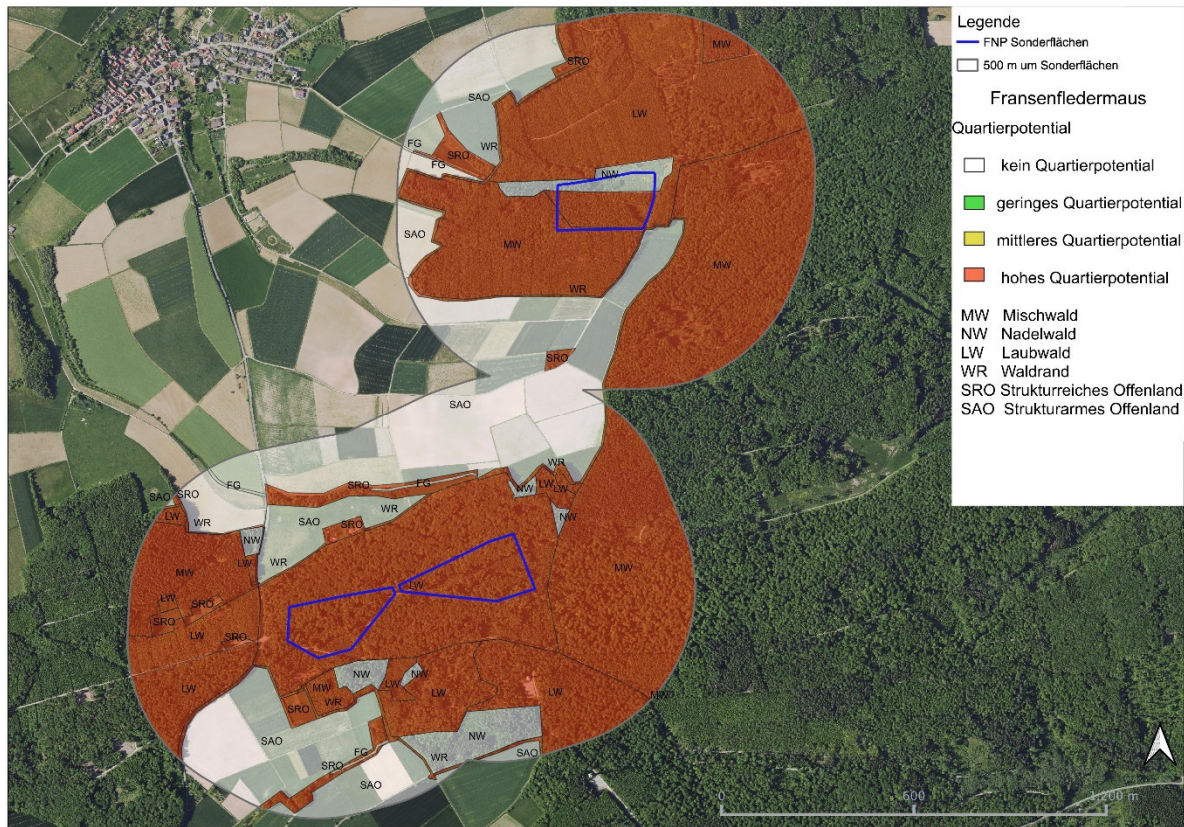 Legende
FNP Sonderflächen
500 m um Sonderflächen
Fransenfledermaus
Quartierpotential
kein Quartierpotential
geringes Quartierpotential
mittleres Quartierpotential
hohes Quartierpotential
MW Mischwald
NW Nadelwald
LW Laubwald
WR Waldrand
SRO Strukturreiches Offenland
SAO Strukturarmes Offenland
MW
SRO
SAO
LW
FG
WR
SRO
FG
NW
SAO
MW
MW
WR
SRO
SAO
WR
FG
SRO
FG
NW
LW
LW
SAO
SRO
LW
WR
SAO
SRO
WR
NW
NW
WR
LW
MW
LW
MW
LW
SRO
SRO
LW
SRO
LW
MW
WR
NW
LW
NW
LW
LW
MW
SRO
SAO
FG
SRO
WR
NW
SAO
SAO
0 600 1.200 m